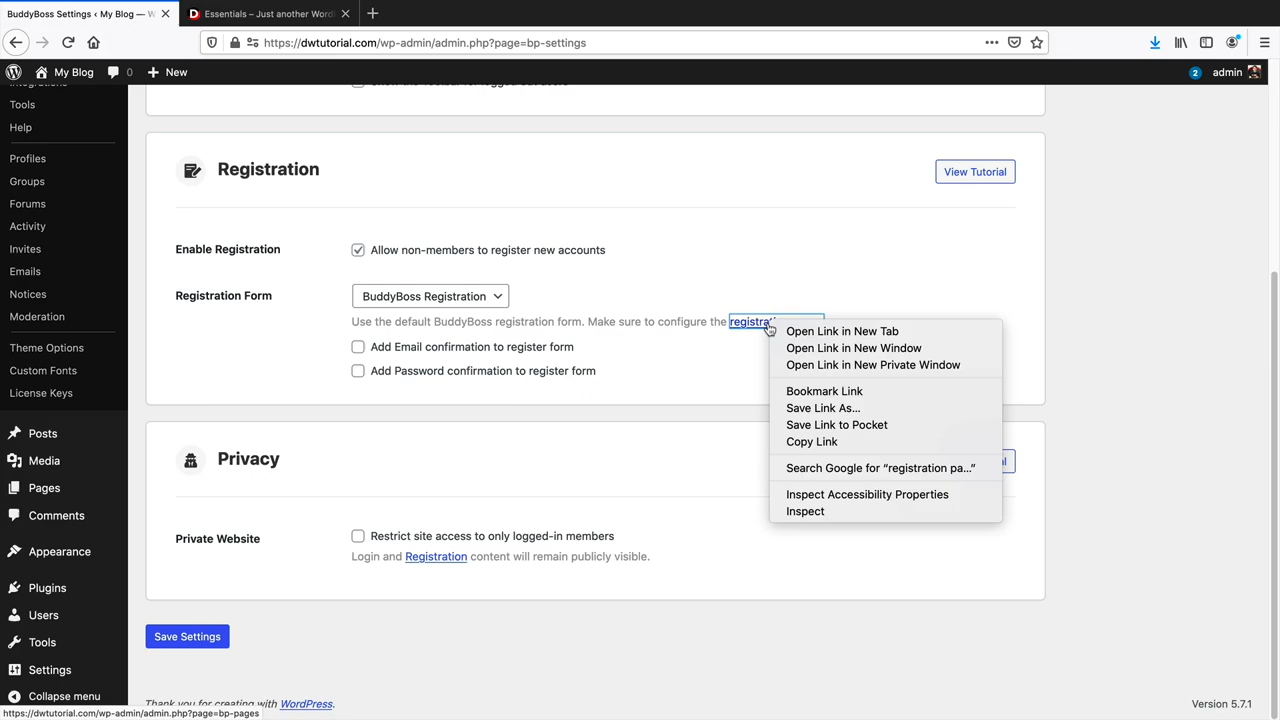 BuddyBoss Settings ‹ My Blog — W
Essentials – Just another Word
https://dwtutorial.com/wp-admin/admin.php?page=bp-settings
My Blog
0
New
2
admin
Tools
Help
Profiles
Groups
Forums
Activity
Invites
Emails
Notices
Moderation
Theme Options
Custom Fonts
License Keys
Posts
Media
Pages
Comments
Appearance
Plugins
Users
Tools
Settings
Collapse menu
Registration
View Tutorial
Enable Registration
Allow non-members to register new accounts
Registration Form
BuddyBoss Registration
Use the default BuddyBoss registration form. Make sure to configure the
Add Email confirmation to register form
Add Password confirmation to register form
Open Link in New Tab
Open Link in New Window
Open Link in New Private Window
Bookmark Link
Save Link As...
Save Link to Pocket
Copy Link
Search Google for “registration pa...”
Inspect Accessibility Properties
Inspect
Privacy
Private Website
Restrict site access to only logged-in members
Login and Registration content will remain publicly visible.
Save Settings
Thank you for creating with WordPress.
Version 5.7.1
https://dwtutorial.com/wp-admin/admin.php?page=bp-pages